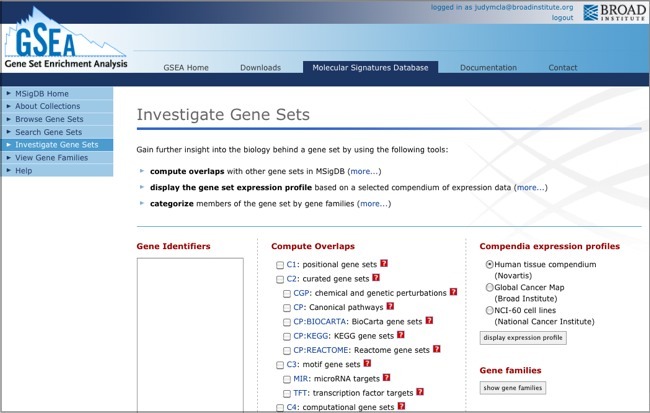 logged in as judymcla@broadinstitute.org
logout
BROAD
INSTITUTE
GSEA
Gene Set Enrichment Analysis
GSEA Home
Downloads
Molecular Signatures Database
Documentation
Contact
MSigDB Home
About Collections
Browse Gene Sets
Search Gene Sets
Investigate Gene Sets
View Gene Families
Help
Investigate Gene Sets
Gain further insight into the biology behind a gene set by using the following tools:
compute overlaps with other gene sets in MSigDB (more...)
display the gene set expression profile based on a selected compendium of expression data (more...)
categorize members of the gene set by gene families (more...)
Gene Identifiers
Compute Overlaps
C1: positional gene sets ?
C2: curated gene sets ?
CGP: chemical and genetic perturbations ?
CP: Canonical pathways ?
CP:BIOCARTA: BioCarta gene sets ?
CP:KEGG: KEGG gene sets ?
CP:REACTOME: Reactome gene sets ?
C3: motif gene sets ?
MIR: microRNA targets ?
TFT: transcription factor targets ?
C4: computational gene sets ?
Compendia expression profiles
Human tissue compendium
(Novartis)
Global Cancer Map
(Broad Institute)
NCI-60 cell lines
(National Cancer Institute)
display expression profile
Gene families
show gene families